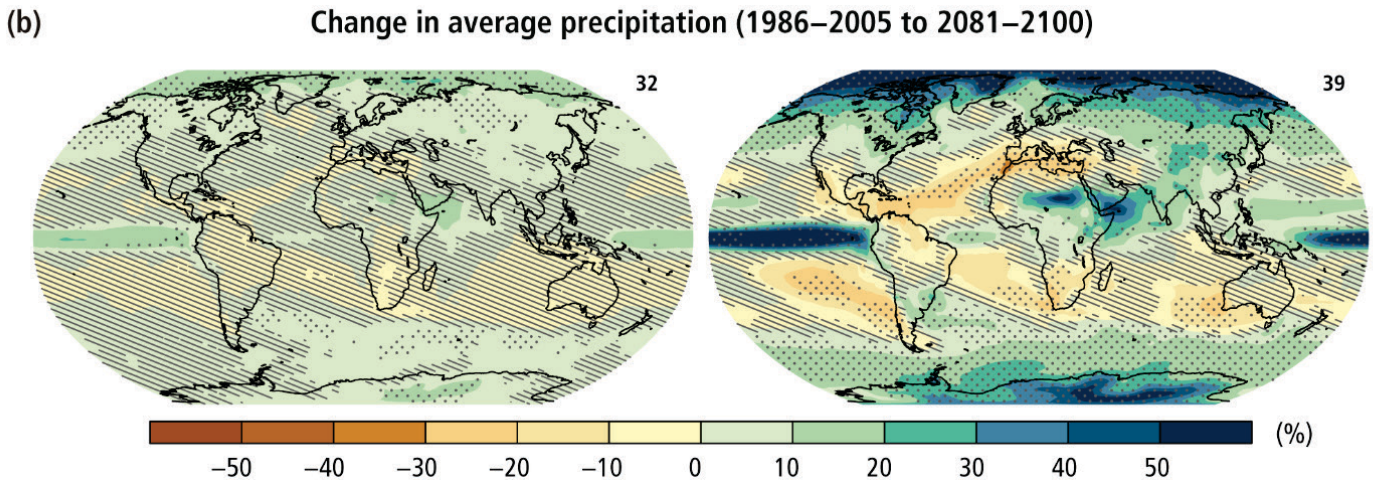 (b) Change in average precipitation (1986–2005 to 2081–2100)
32 39
−50 −40 −30 −20 −10 0 10 20 30 40 50 (%)